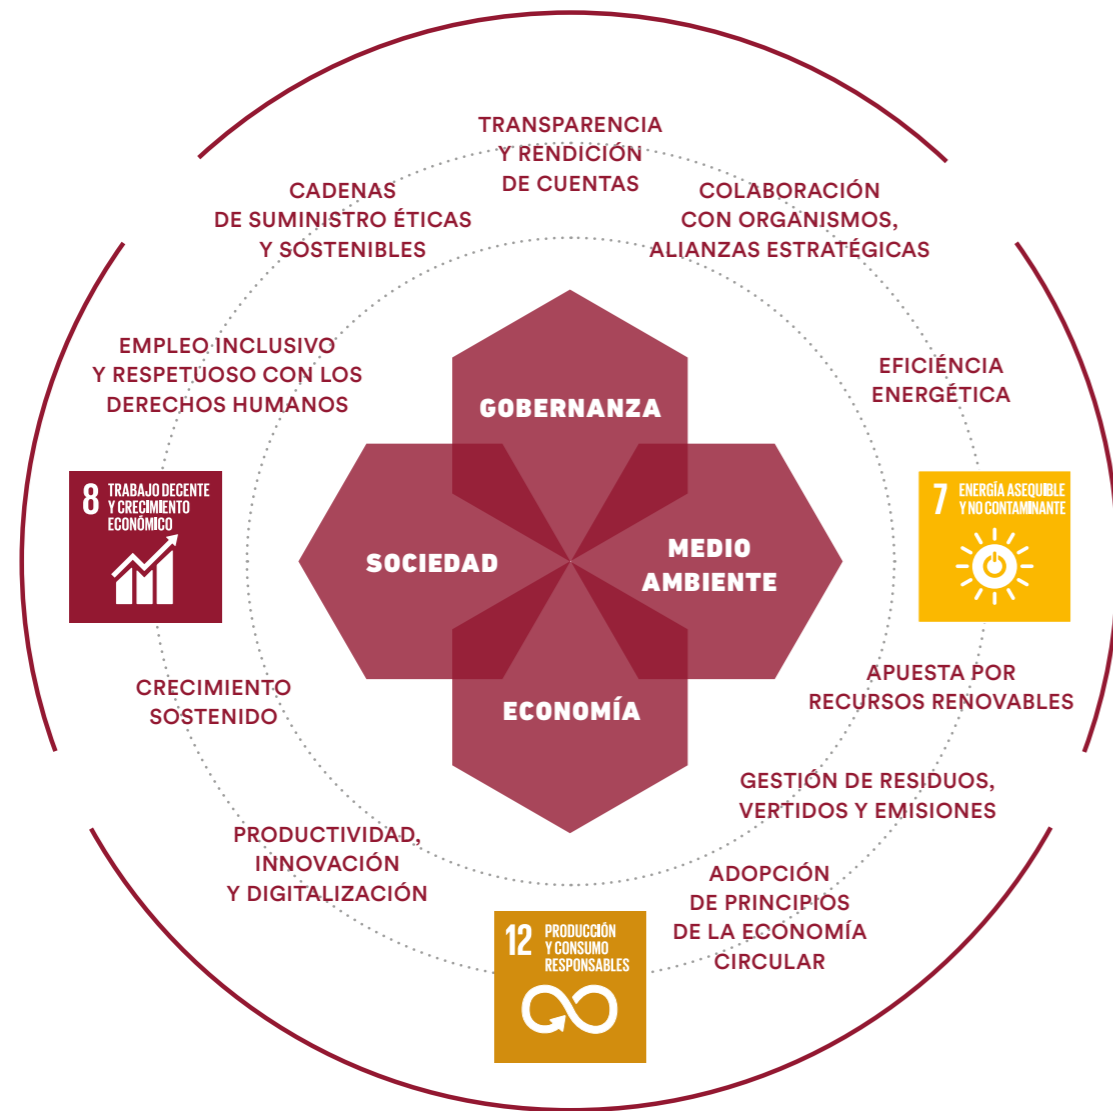 TRANSPARENCIA
Y RENDICIÓN
DE CUENTAS
CADENAS
DE SUMINISTRO ÉTICAS
Y SOSTENIBLES
COLABORACIÓN
CON ORGANISMOS,
ALIANZAS ESTRATÉGICAS
EMPLEO INCLUSIVO
Y RESPETUOSO CON LOS
DERECHOS HUMANOS
EFICIÉNCIA
ENERGÉTICA
GOBERNANZA
SOCIEDAD
MEDIO
AMBIENTE
ECONOMÍA
8 TRABAJO DECENTE
Y CRECIMIENTO
ECONÓMICO
7 ENERGÍA ASEQUIBLE
Y NO CONTAMINANTE
CRECIMIENTO
SOSTENIDO
APUESTA POR
RECURSOS RENOVABLES
GESTIÓN DE RESIDUOS,
VERTIDOS Y EMISIONES
PRODUCTIVIDAD,
INNOVACIÓN
Y DIGITALIZACIÓN
ADOPCIÓN
DE PRINCIPIOS
DE LA ECONOMÍA
CIRCULAR
12 PRODUCCIÓN
Y CONSUMO
RESPONSABLES